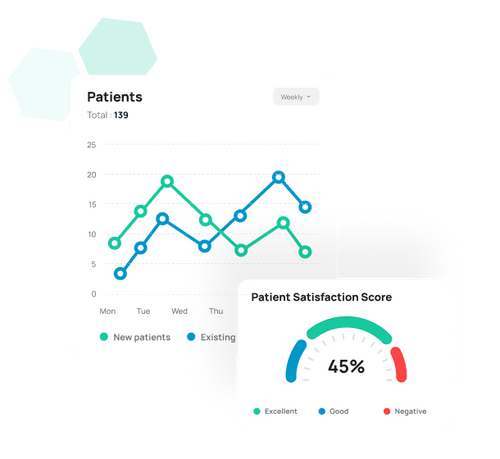 Patients
Weekly
Total : 139
25
20
15
10
5
0
Mon Tue Wed Thu
New patients Existing
Patient Satisfaction Score
45%
Excellent Good Negative